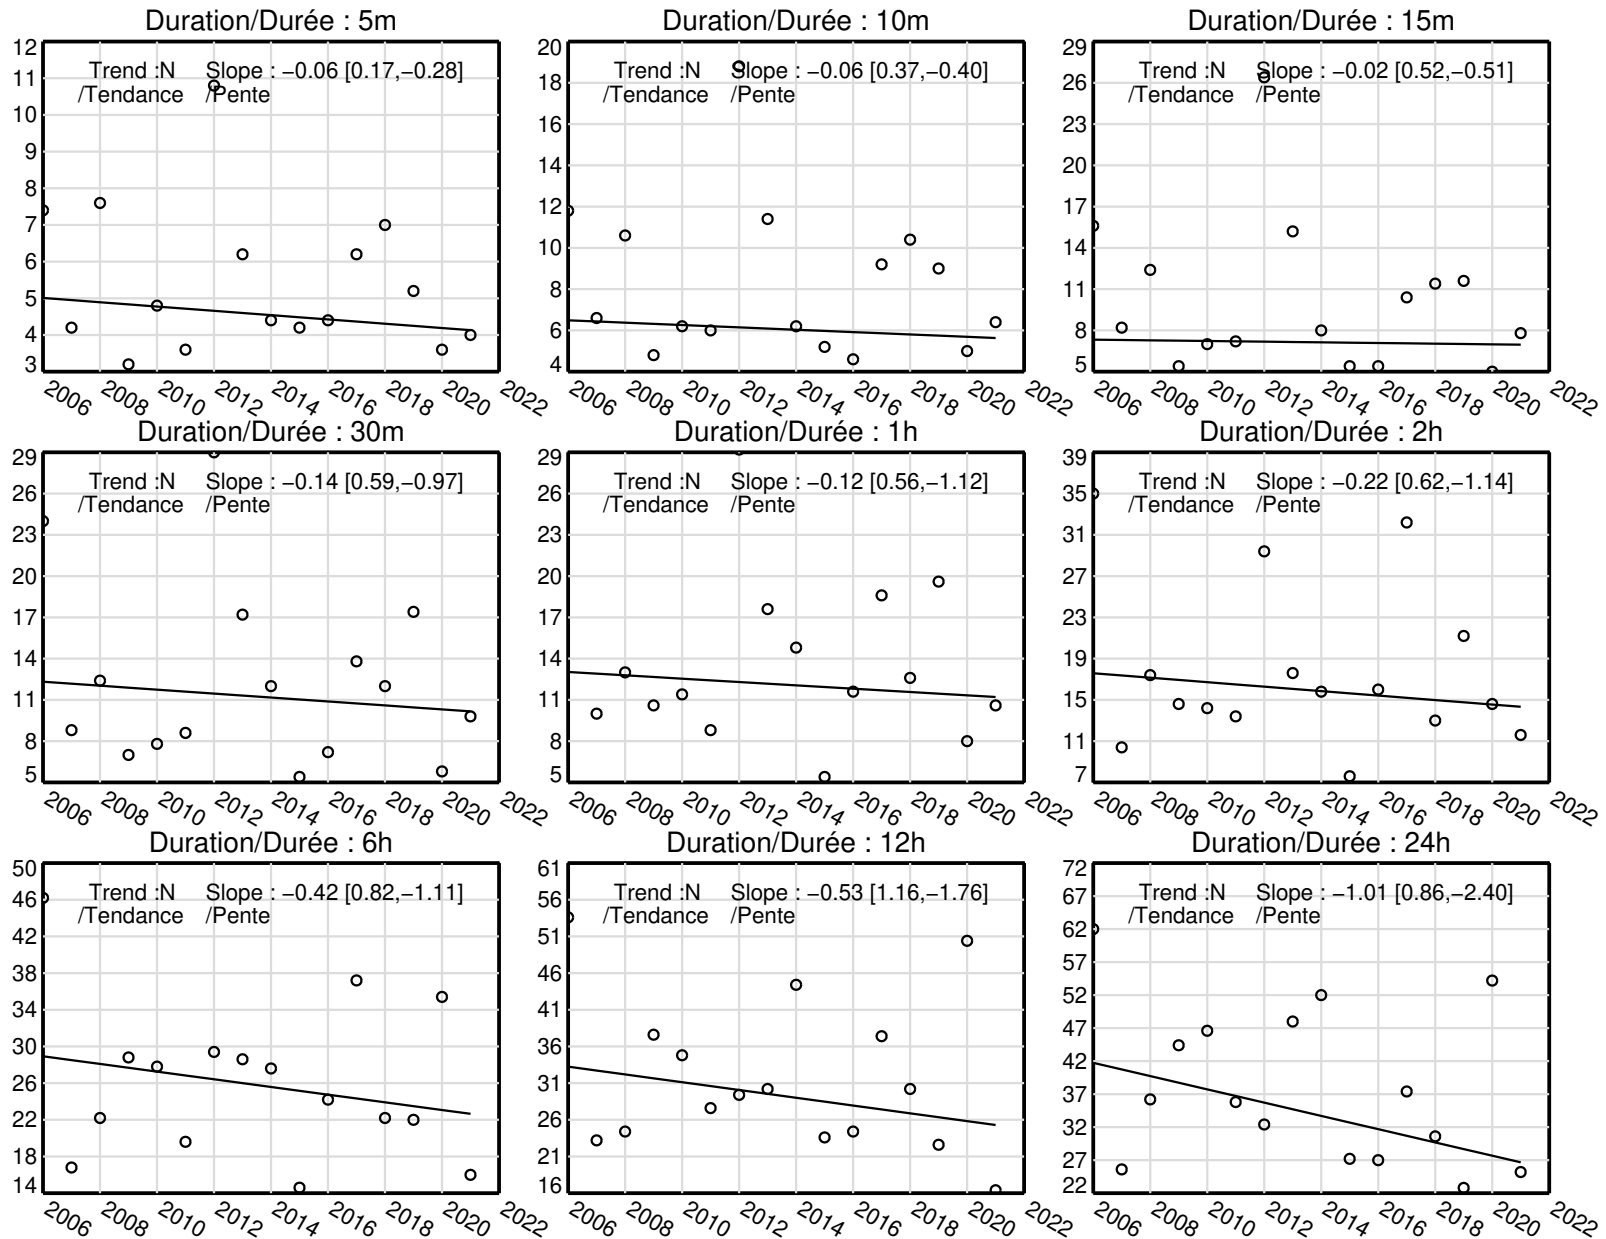 Duration/Durée : 5m
12
11
10
9
8
7
6
5
4
3
Trend :N Slope : −0.06 [0.17,−0.28]
/Tendance /Pente
2006 2008 2010 2012 2014 2016 2018 2020 2022
Duration/Durée : 10m
20
18
16
14
12
10
8
6
4
Trend :N Slope : −0.06 [0.37,−0.40]
/Tendance /Pente
2006 2008 2010 2012 2014 2016 2018 2020 2022
Duration/Durée : 15m
29
26
23
20
17
14
11
8
5
Trend :N Slope : −0.02 [0.52,−0.51]
/Tendance /Pente
2006 2008 2010 2012 2014 2016 2018 2020 2022
Duration/Durée : 30m
29
26
23
20
17
14
11
8
5
Trend :N Slope : −0.14 [0.59,−0.97]
/Tendance /Pente
2006 2008 2010 2012 2014 2016 2018 2020 2022
Duration/Durée : 1h
29
26
23
20
17
14
11
8
5
Trend :N Slope : −0.12 [0.56,−1.12]
/Tendance /Pente
2006 2008 2010 2012 2014 2016 2018 2020 2022
Duration/Durée : 2h
39
35
31
27
23
19
15
11
7
Trend :N Slope : −0.22 [0.62,−1.14]
/Tendance /Pente
2006 2008 2010 2012 2014 2016 2018 2020 2022
Duration/Durée : 6h
50
46
42
38
34
30
26
22
18
14
Trend :N Slope : −0.42 [0.82,−1.11]
/Tendance /Pente
2006 2008 2010 2012 2014 2016 2018 2020 2022
Duration/Durée : 12h
61
56
51
46
41
36
31
26
21
16
Trend :N Slope : −0.53 [1.16,−1.76]
/Tendance /Pente
2006 2008 2010 2012 2014 2016 2018 2020 2022
Duration/Durée : 24h
72
67
62
57
52
47
42
37
32
27
22
Trend :N Slope : −1.01 [0.86,−2.40]
/Tendance /Pente
2006 2008 2010 2012 2014 2016 2018 2020 2022